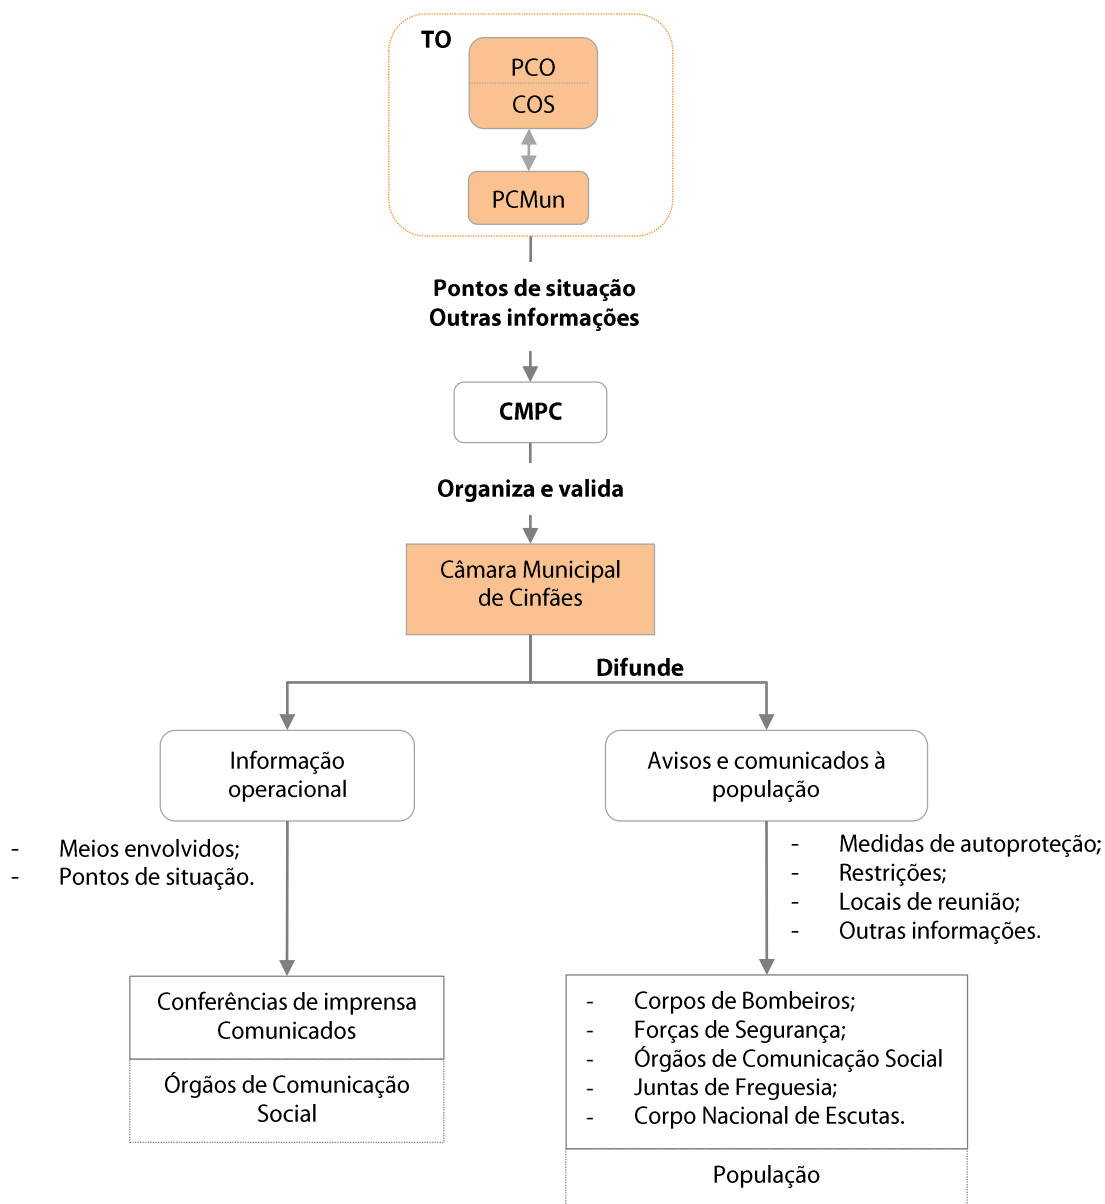 TO
PCO
COS
PCMun
Pontos de situação
Outras informações
CMPC
Organiza e valida
Câmara Municipal
de Cinfães
Difunde
Informação
operacional
- Meios envolvidos;
- Pontos de situação.
Conferências de imprensa
Comunicados
Órgãos de Comunicação
Social
Avisos e comunicados à
população
- Medidas de autoproteção;
- Restrições;
- Locais de reunião;
- Outras informações.
- Corpos de Bombeiros;
- Forças de Segurança;
- Órgãos de Comunicação Social
- Juntas de Freguesia;
- Corpo Nacional de Escutas.
População